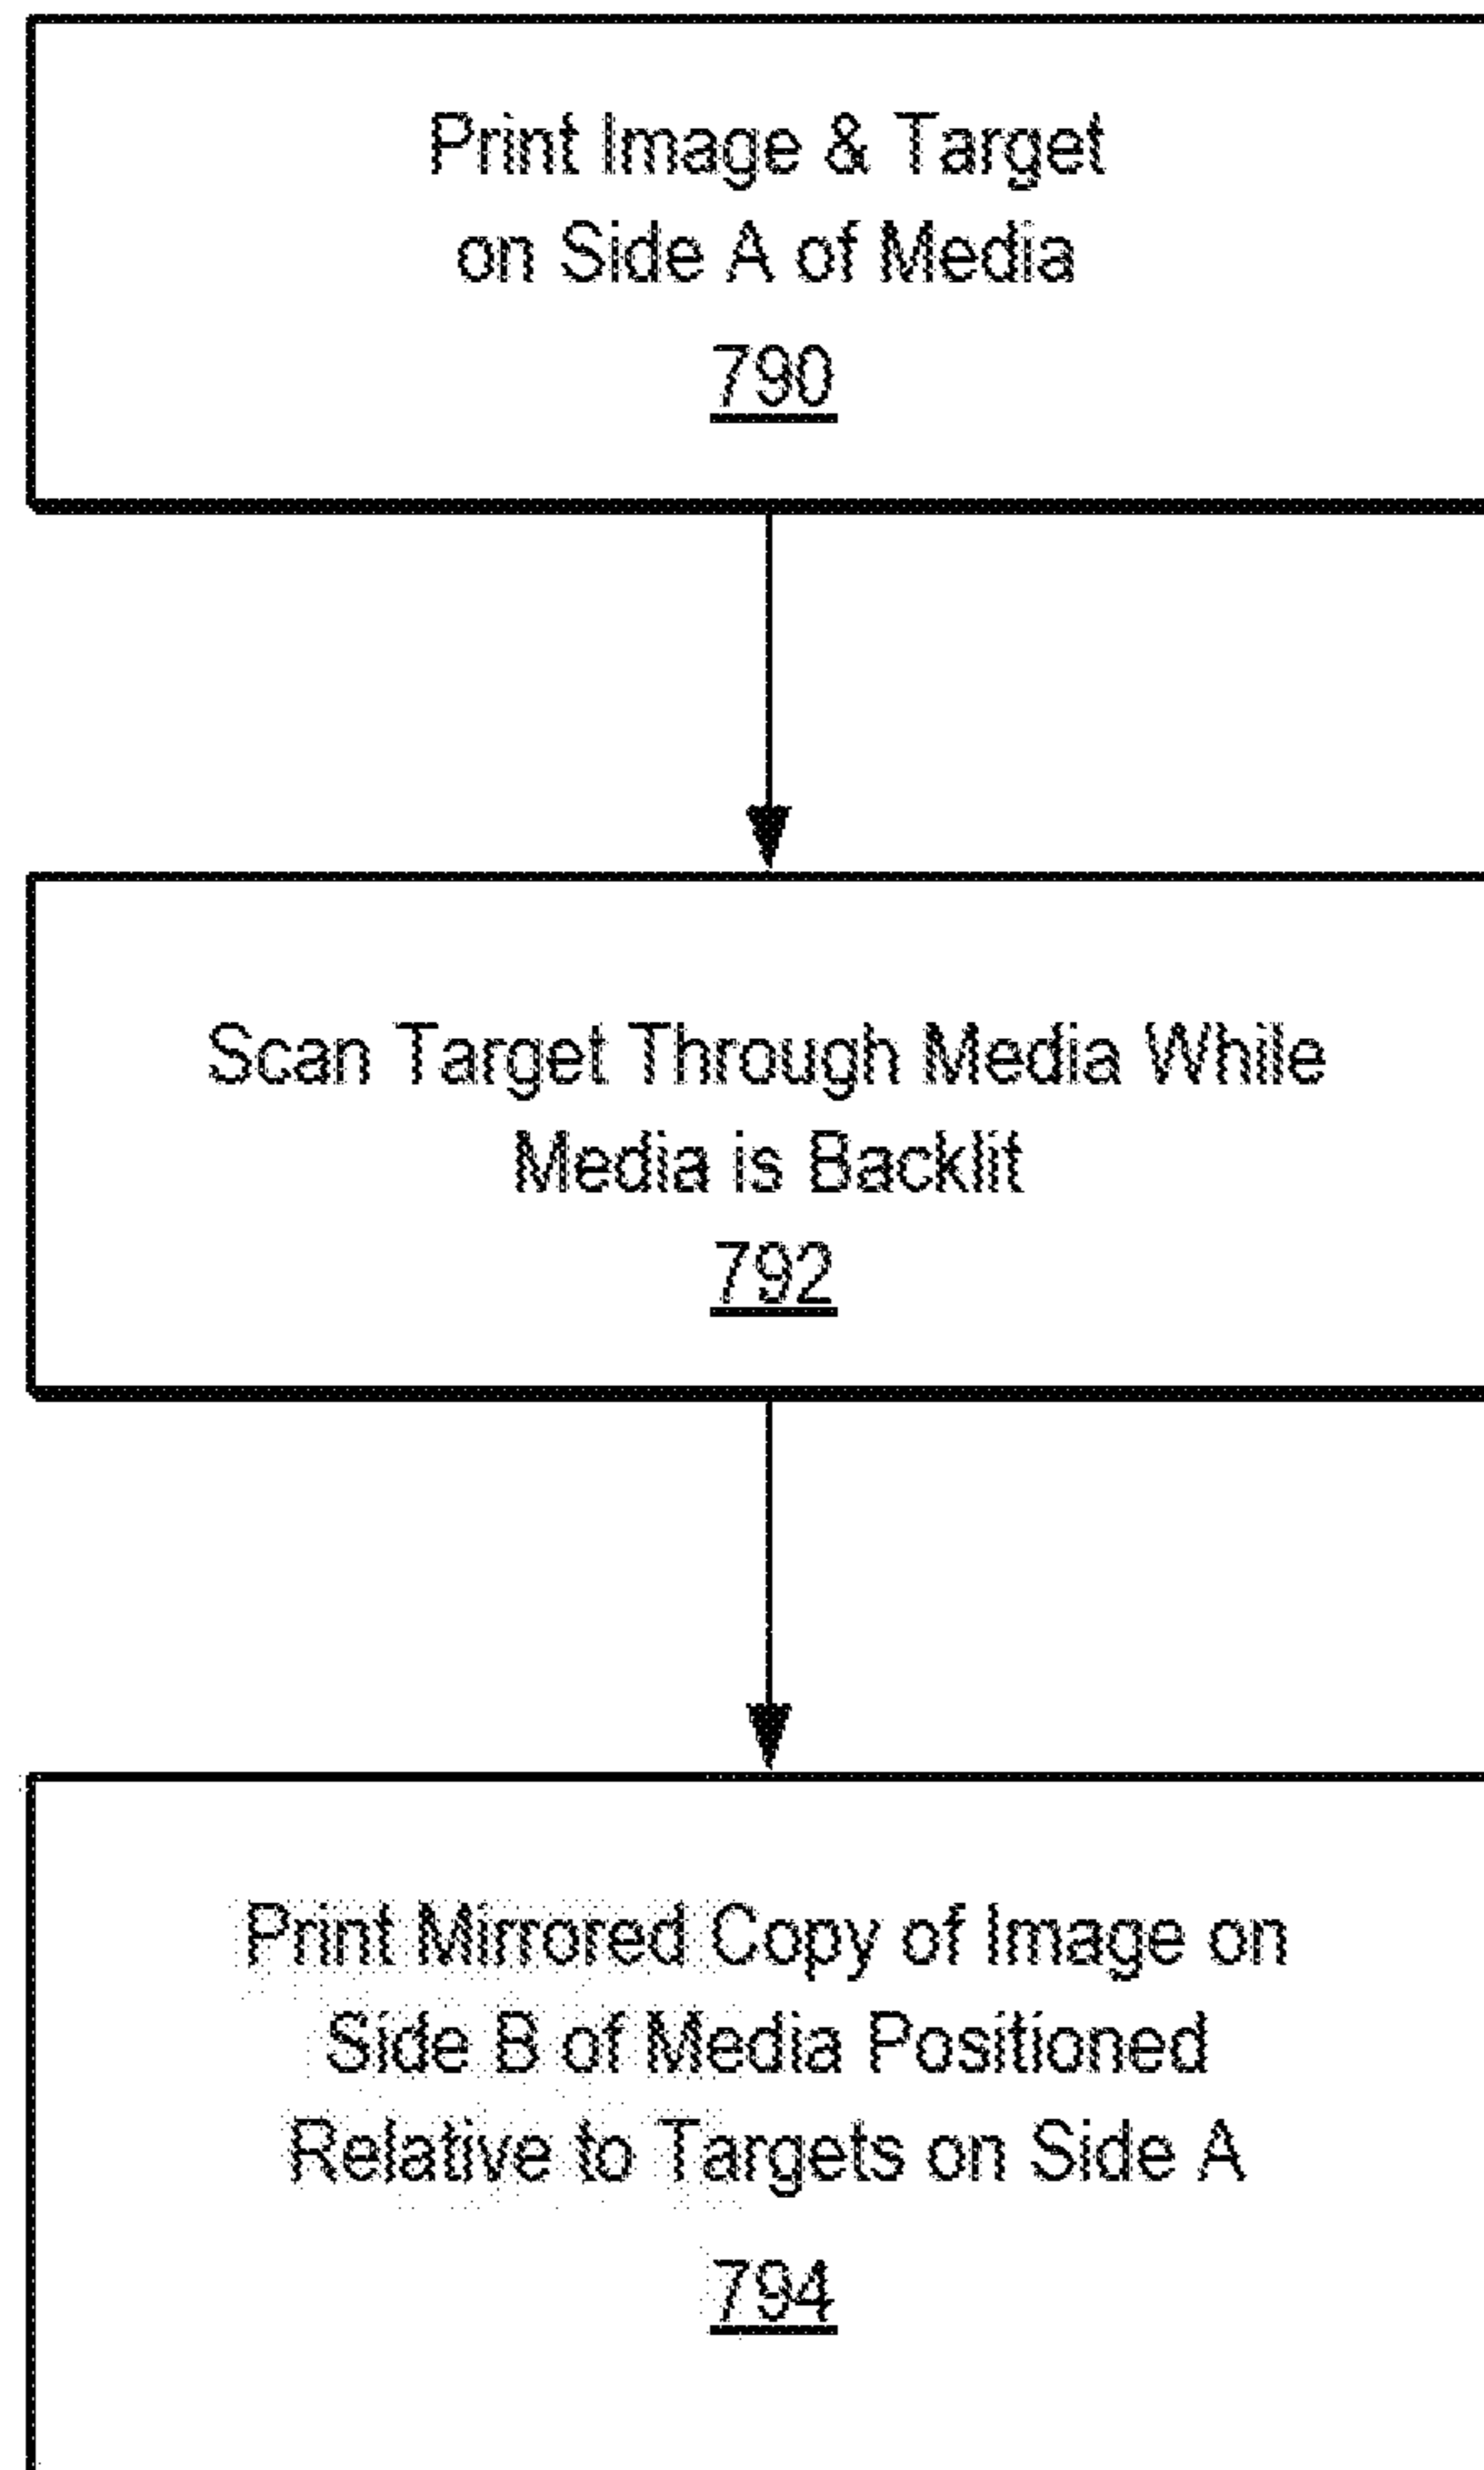 Print Image & Target
on Side A of Media
790
Scan Target Through Media While
Media is Backlit
792
Print Mirrored Copy of Image on
Side B of Media Positioned
Relative to Targets on Side A
794